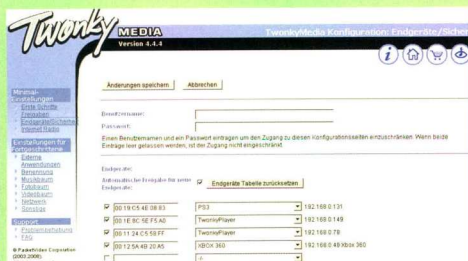 Twonky MEDIA
Version 4.4.4
TwonkyMedia Konfiguration: Endgeräte/Sicher
Änderungen speichern Abbrechen
Minimal-
Einstellungen
Erste Schritte
Freigaben
Endgeräte/Sicherheit
Internet Radio
Einstellungen für
Fortgeschrittene
Externe
Anwendungen
Benennung
Musikbaum
Fotobaum
Videobaum
Netzwerk
Sonstige
Support
Problembehebung
FAQ
© PacketVideo Corporation
(2003-2008)
Benutzername:
Passwort:
Einen Benutzernamen und ein Passwort eintragen um den Zugang zu diesen Konfigurationsseiten einzuschränken. Wenn beide
Einträge leer gelassen werden, ist der Zugang nicht eingeschränkt
Endgeräte:
Automatische Freigabe für neue
Endgeräte:
Endgeräte Tabelle zurücksetzen
00 19 C5 4E 08 83 PS3 192.168.0.131
00 1E 8C 5E F5 A0 TwonkyPlayer 192.168.0.149
00 11 24 C5 58 FF TwonkyPlayer 192.168.0.78
00 12 5A 4B 20 A5 XBOX 360 192.168.0.49 Xbox 360